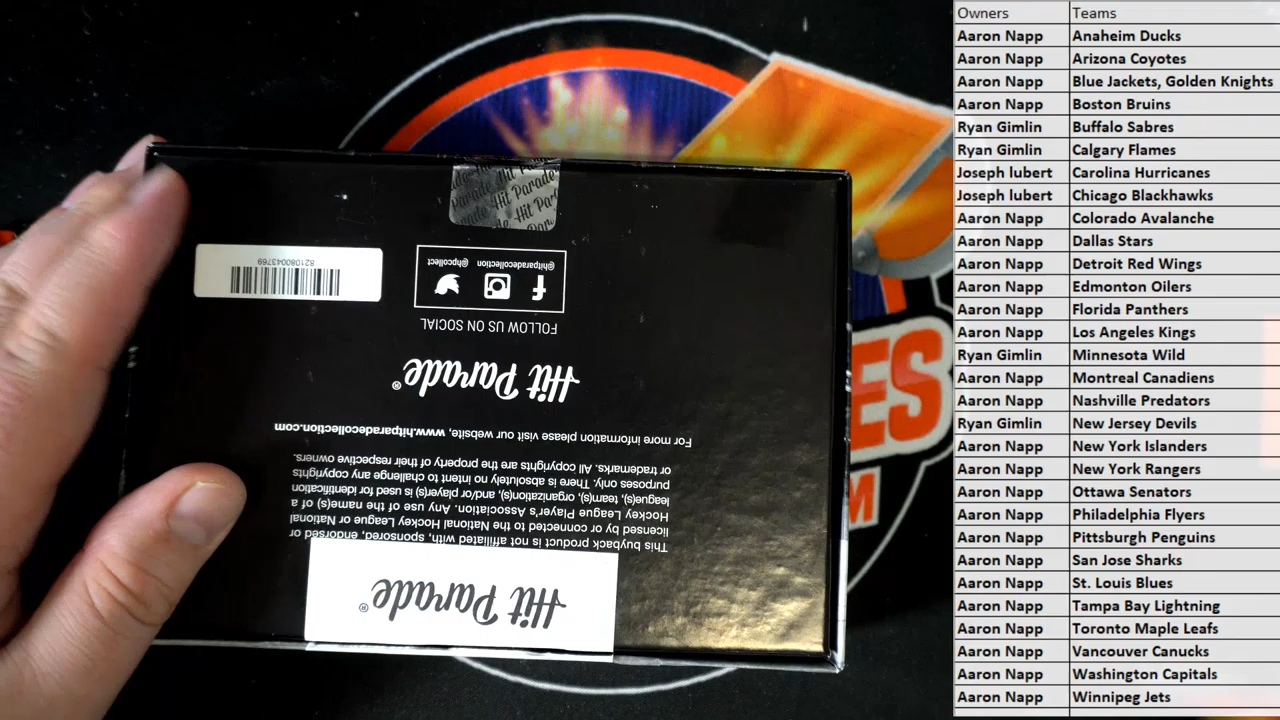 Owners Teams
Aaron Napp Anaheim Ducks
Aaron Napp Arizona Coyotes
Aaron Napp Blue Jackets, Golden Knights
Aaron Napp Boston Bruins
Ryan Gimlin Buffalo Sabres
Ryan Gimlin Calgary Flames
Joseph lubert Carolina Hurricanes
Joseph lubert Chicago Blackhawks
Aaron Napp Colorado Avalanche
Aaron Napp Dallas Stars
Aaron Napp Detroit Red Wings
Aaron Napp Edmonton Oilers
Aaron Napp Florida Panthers
Aaron Napp Los Angeles Kings
Ryan Gimlin Minnesota Wild
Aaron Napp Montreal Canadiens
Aaron Napp Nashville Predators
Ryan Gimlin New Jersey Devils
Aaron Napp New York Islanders
Aaron Napp New York Rangers
Aaron Napp Ottawa Senators
Aaron Napp Philadelphia Flyers
Aaron Napp Pittsburgh Penguins
Aaron Napp San Jose Sharks
Aaron Napp St. Louis Blues
Aaron Napp Tampa Bay Lightning
Aaron Napp Toronto Maple Leafs
Aaron Napp Vancouver Canucks
Aaron Napp Washington Capitals
Aaron Napp Winnipeg Jets
Hit Parade®
This buyback product is not affiliated with, sponsored, endorsed or
licensed by or connected to the National Hockey League or National
Hockey League Player's Association. Any use of the name(s) of a
league(s), team(s), organization(s), and/or player(s) is used for identification
purposes only. There is absolutely no intent to challenge any copyrights
or trademarks. All copyrights are the property of their respective owners.
For more information please visit our website, www.hitparadecollection.com
Hit Parade®
FOLLOW US ON SOCIAL
@hitparadecollection @hpcollect
821080043769
Hit Parade
ES
M